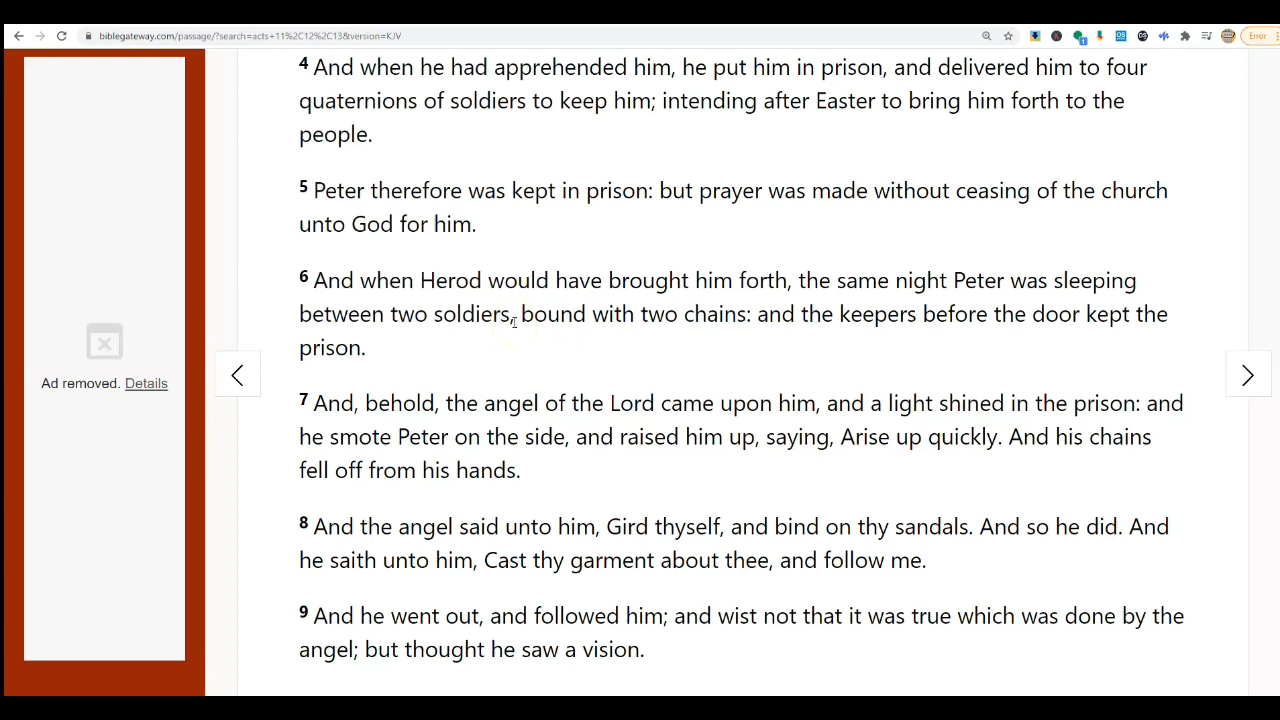 biblegateway.com/passage/?search=acts+11%2C12%2C13&version=KJV
Error
4 And when he had apprehended him, he put him in prison, and delivered him to four
quaternions of soldiers to keep him; intending after Easter to bring him forth to the
people.
5 Peter therefore was kept in prison: but prayer was made without ceasing of the church
unto God for him.
6 And when Herod would have brought him forth, the same night Peter was sleeping
between two soldiers, bound with two chains: and the keepers before the door kept the
prison.
Ad removed. Details
7 And, behold, the angel of the Lord came upon him, and a light shined in the prison: and
he smote Peter on the side, and raised him up, saying, Arise up quickly. And his chains
fell off from his hands.
8 And the angel said unto him, Gird thyself, and bind on thy sandals. And so he did. And
he saith unto him, Cast thy garment about thee, and follow me.
9 And he went out, and followed him; and wist not that it was true which was done by the
angel; but thought he saw a vision.